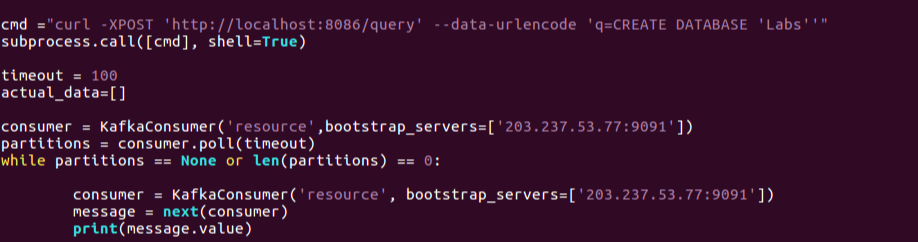 cmd ="curl -XPOST 'http://localhost:8086/query' --data-urlencode 'q=CREATE DATABASE 'Labs''"
subprocess.call([cmd], shell=True)
timeout = 100
actual_data=[]
consumer = KafkaConsumer('resource',bootstrap_servers=['203.237.53.77:9091'])
partitions = consumer.poll(timeout)
while partitions == None or len(partitions) == 0:
consumer = KafkaConsumer('resource', bootstrap_servers=['203.237.53.77:9091'])
message = next(consumer)
print(message.value)